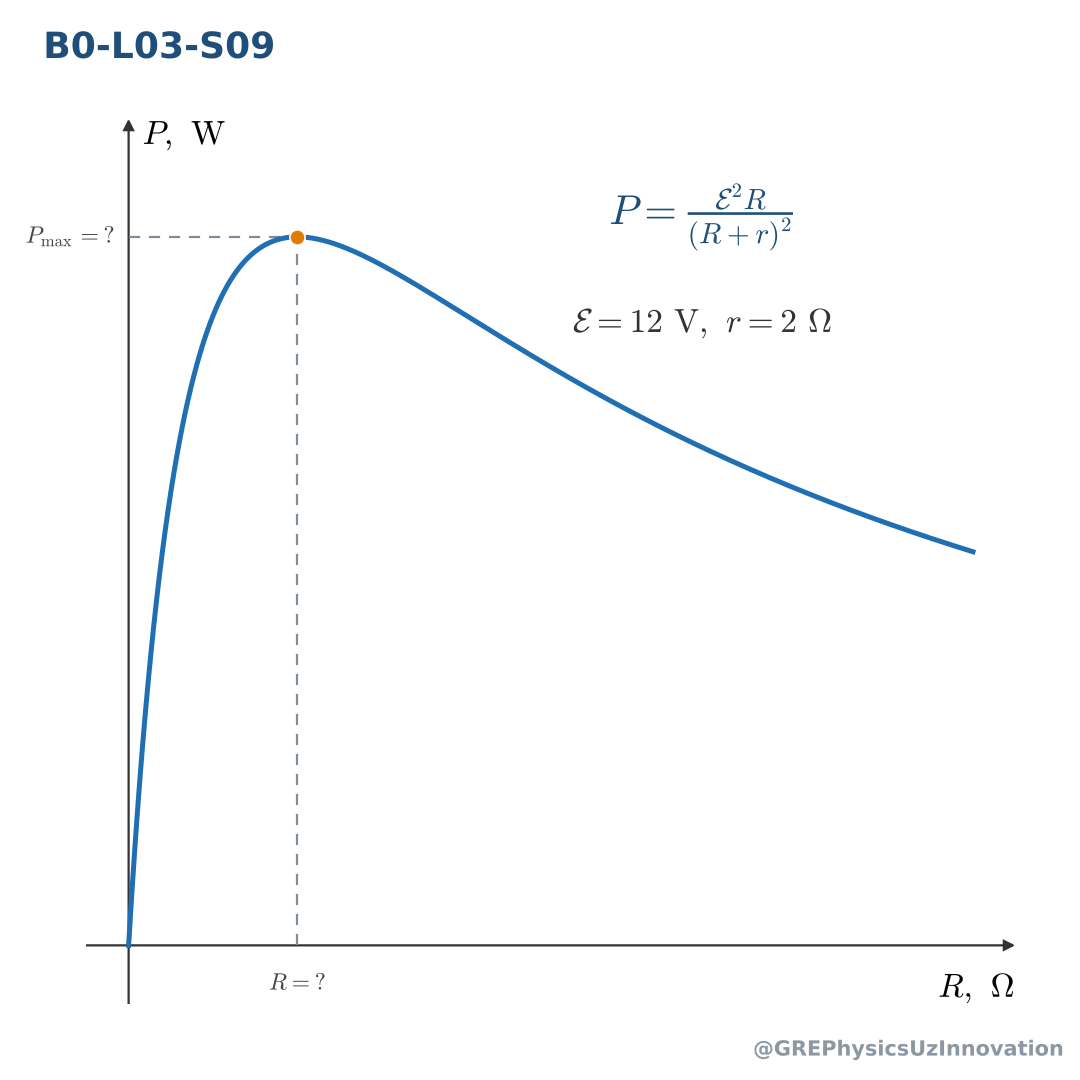 B0-L03-S09
P, W
P = ℰ²R / (R + r)²
P_max = ?
ℰ = 12 V, r = 2 Ω
R = ?
R, Ω
@GREPhysicsUzInnovation